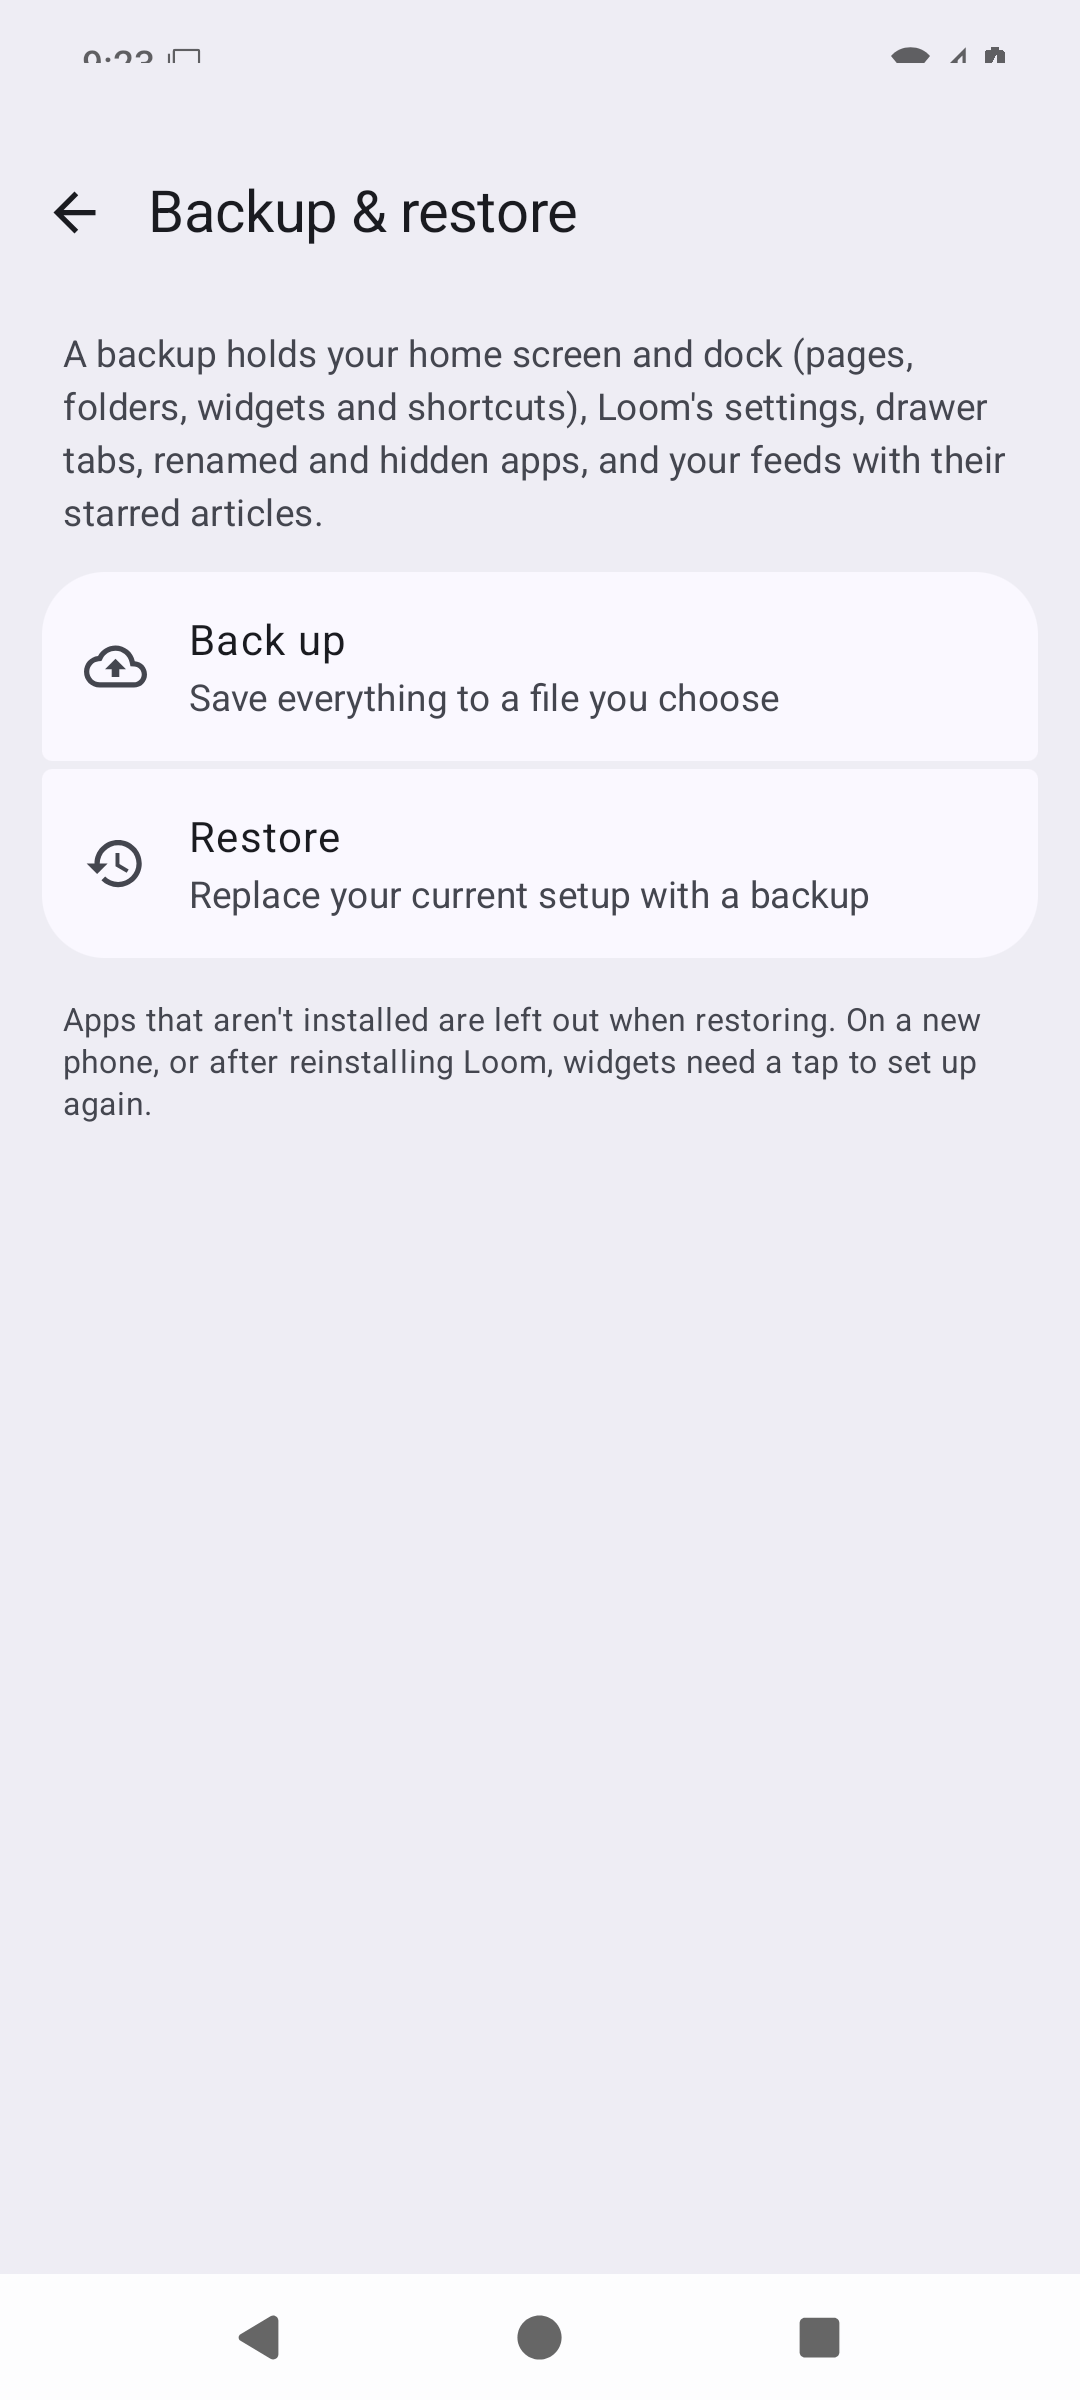 9:23
Backup & restore
A backup holds your home screen and dock (pages,
folders, widgets and shortcuts), Loom's settings, drawer
tabs, renamed and hidden apps, and your feeds with their
starred articles.
Back up
Save everything to a file you choose
Restore
Replace your current setup with a backup
Apps that aren't installed are left out when restoring. On a new
phone, or after reinstalling Loom, widgets need a tap to set up
again.